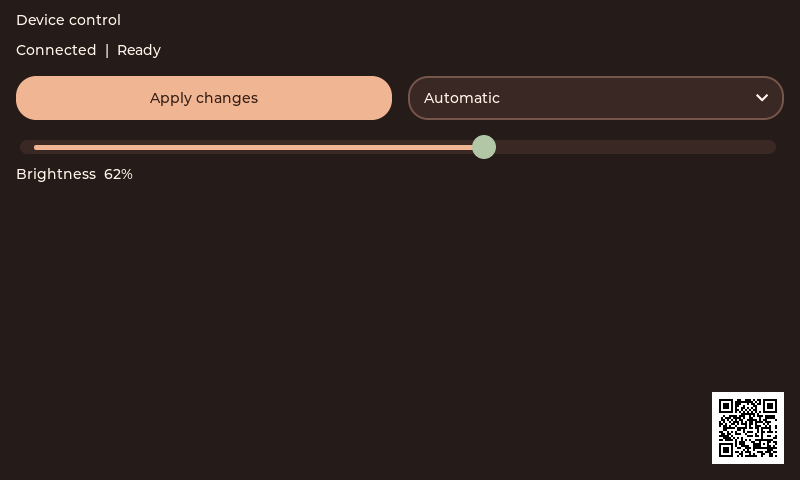 Device control
Connected | Ready
Apply changes
Automatic
Brightness 62%